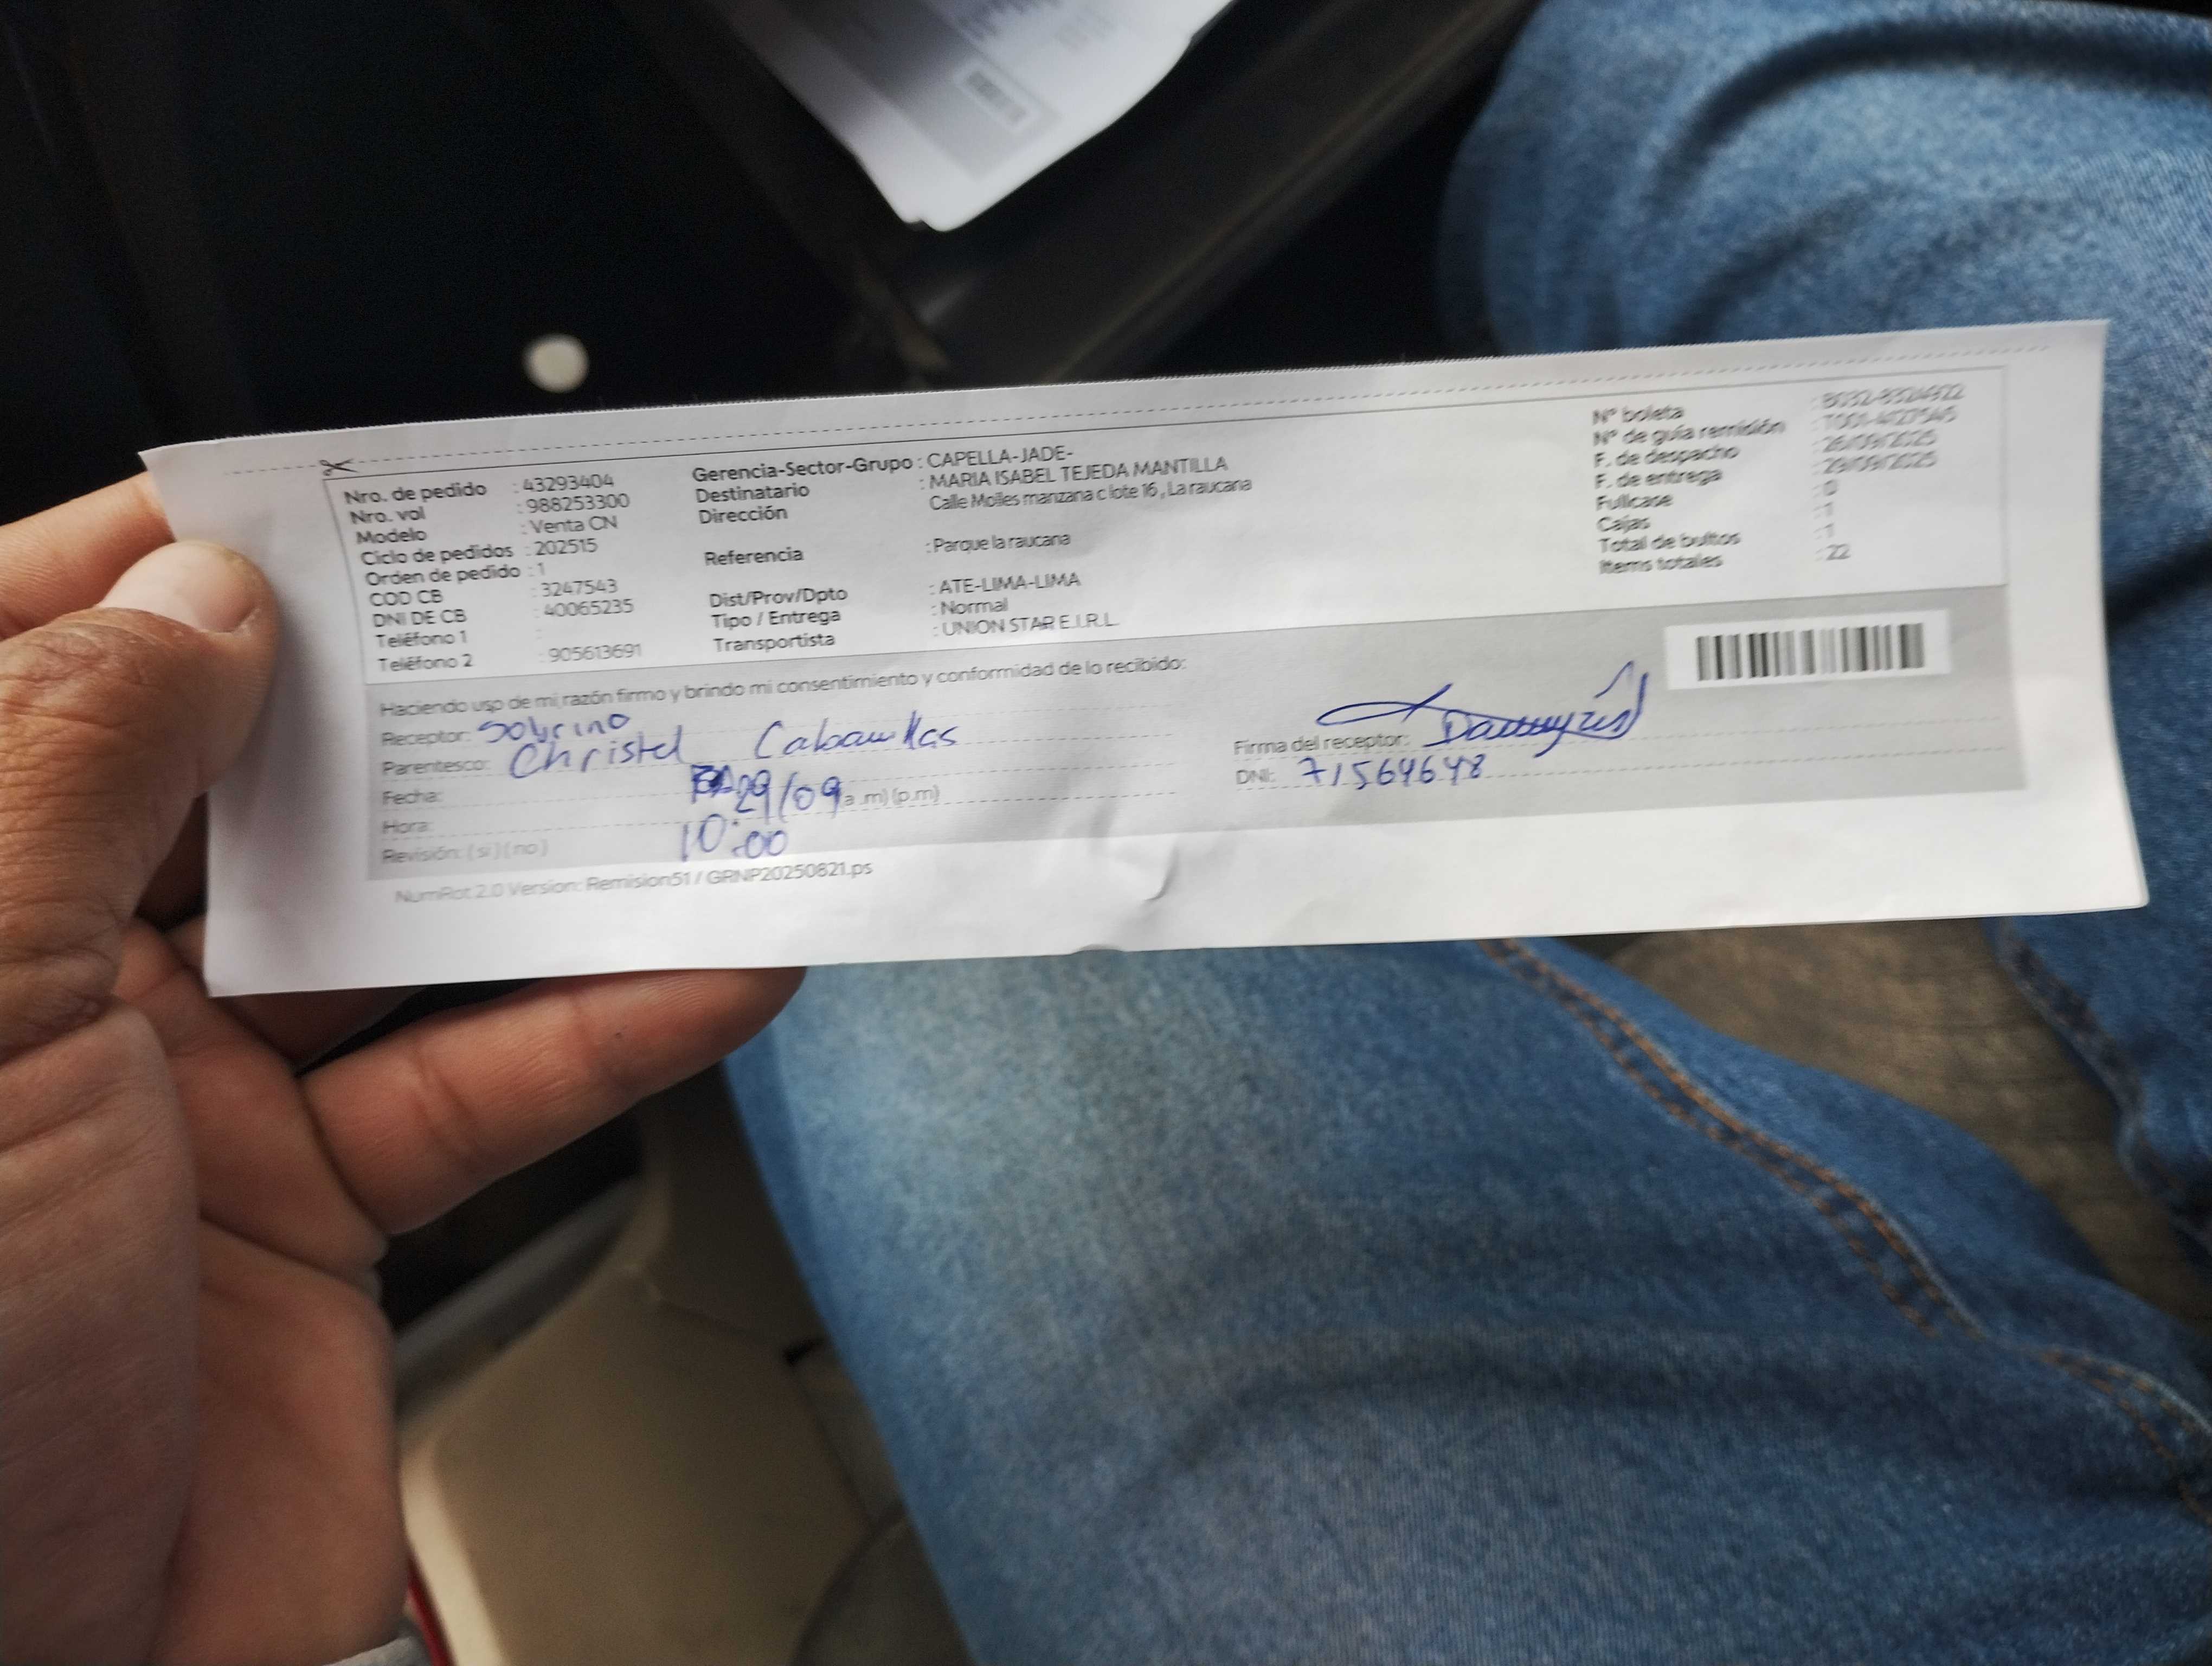 Nro. de pedido : 43293404
Nro. vol : 988253300
Modelo : Venta CN
Ciclo de pedidos : 202515
Orden de pedido : 1
COD CB : 3247543
DNI DE CB : 40065235
Teléfono 1 :
Teléfono 2 : 905613691
Gerencia-Sector-Grupo : CAPELLA-JADE-
Destinatario : MARIA ISABEL TEJEDA MANTILLA
Dirección Calle Molles manzana c lote 16 , La raucana
Referencia : Parque la raucana
Dist/Prov/Dpto : ATE-LIMA-LIMA
Tipo / Entrega : Normal
Transportista : UNION STAR E.I.R.L.
N° boleta
N° de guía remisión
F. de despacho : 26/09/2025
F. de entrega : 29/09/2025
Fullcase : 0
Cajas : 1
Total de bultos : 1
Items totales : 22
Haciendo uso de mi razón firmo y brindo mi consentimiento y conformidad de lo recibido:
Receptor: Sobrino
Parentesco: Christel Cabanillas
Fecha: 29/09
Hora: 10:00 (a.m) (p.m)
Revisión: ( si ) ( no )
Firma del receptor:
DNI: 71564648
NumRot 2.0 Version: Remision51 / GRNP20250821.ps